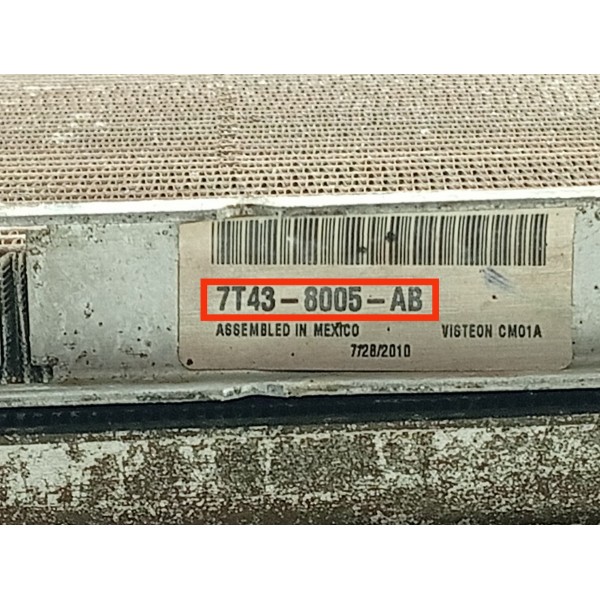 7T43-8005-AB
ASSEMBLED IN MEXICO VISTEON CM01A
7/28/2010